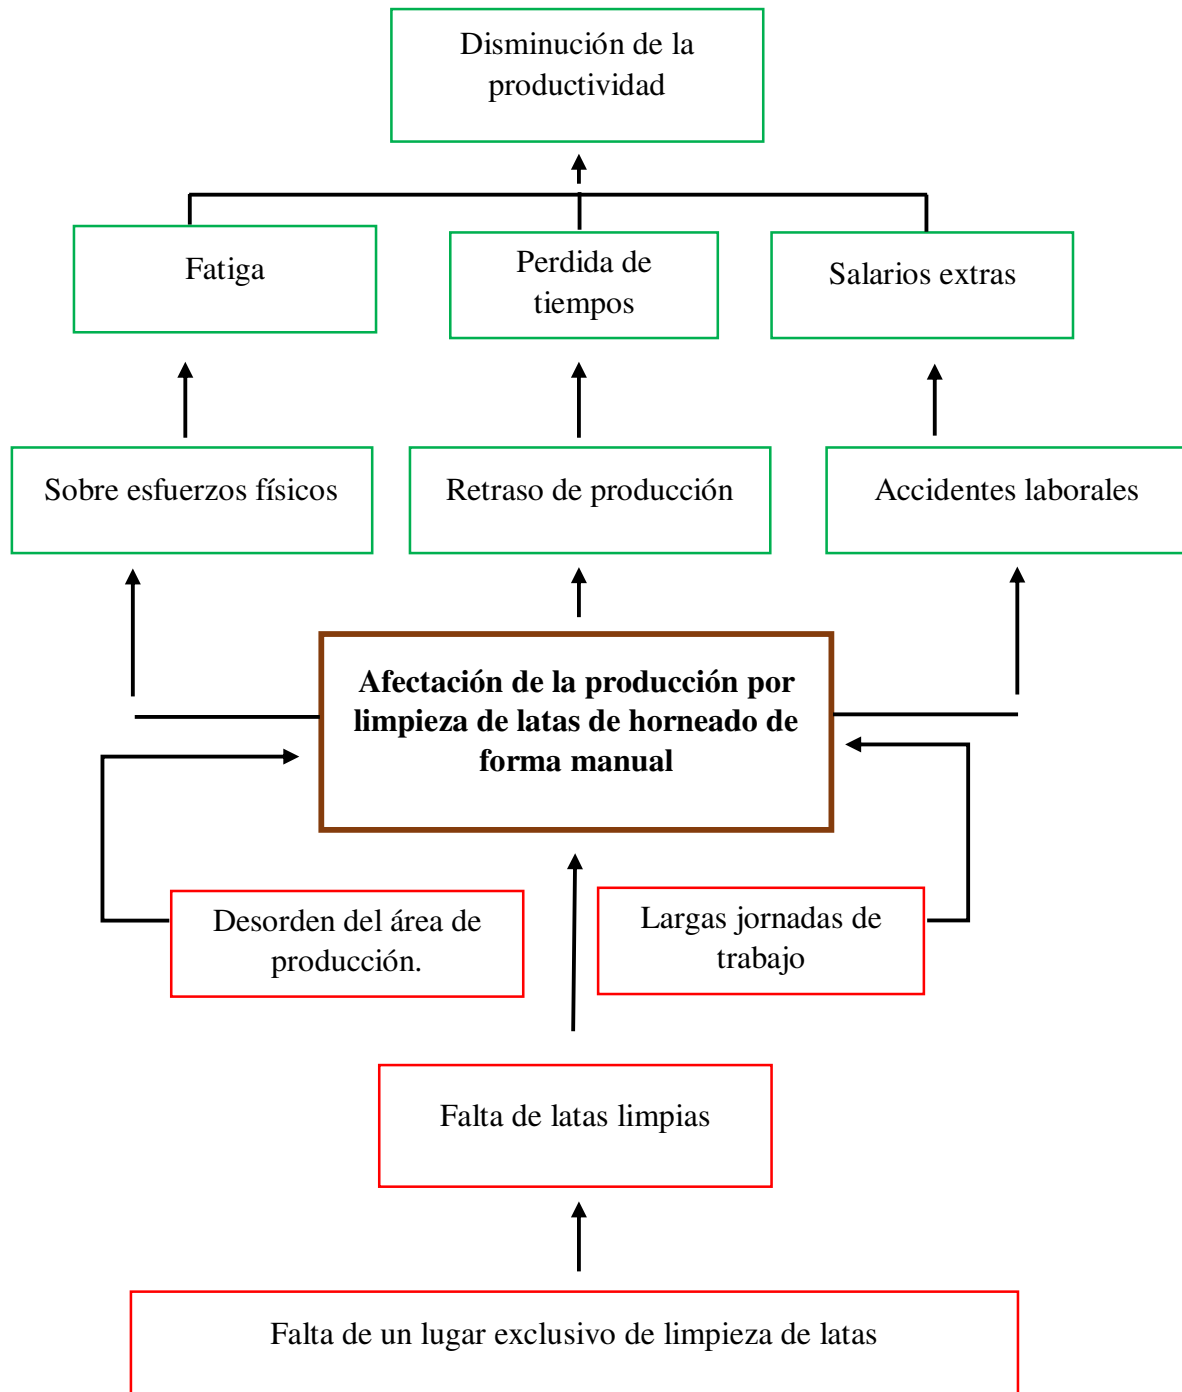 Disminución de la
productividad
Fatiga
Perdida de
tiempos
Salarios extras
Sobre esfuerzos físicos
Retraso de producción
Accidentes laborales
Afectación de la producción por
limpieza de latas de horneado de
forma manual
Desorden del área de
producción.
Largas jornadas de
trabajo
Falta de latas limpias
Falta de un lugar exclusivo de limpieza de latas